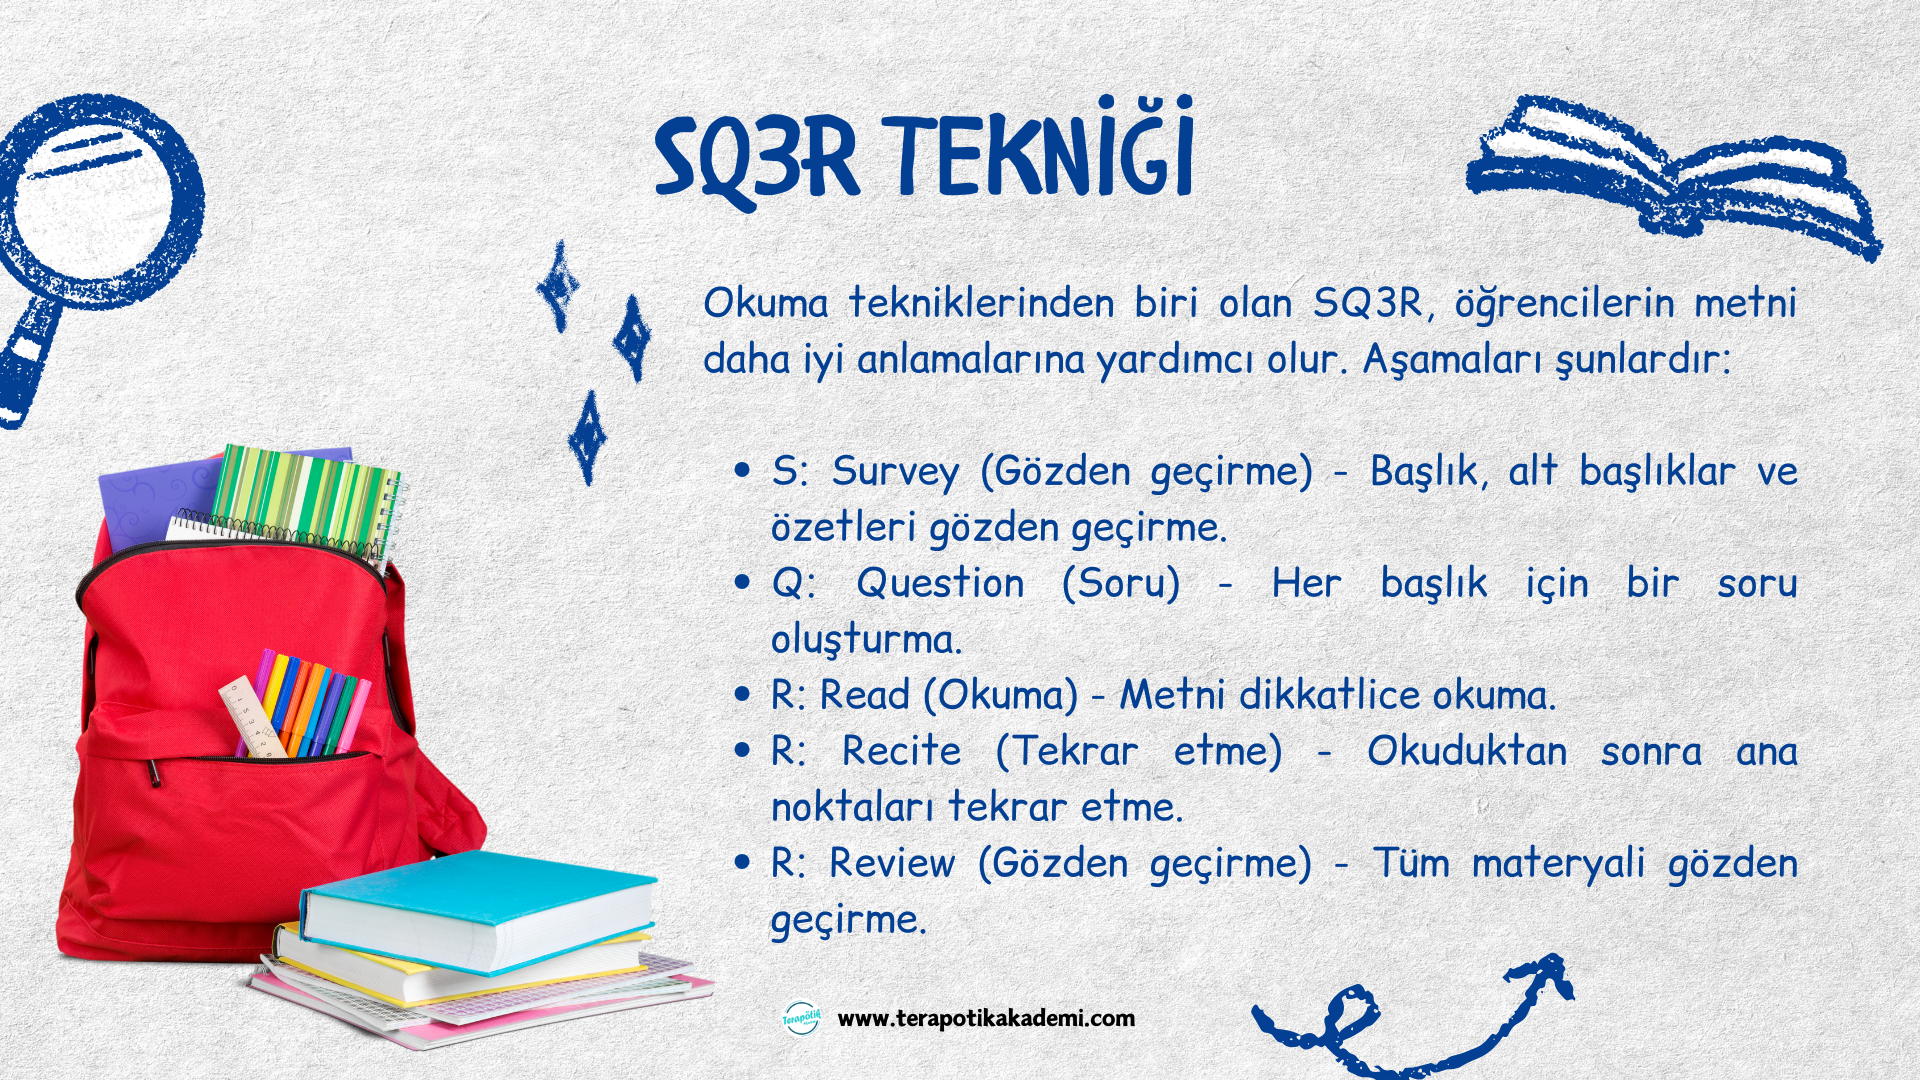 SQ3R TEKNİĞİ
Okuma tekniklerinden biri olan SQ3R, öğrencilerin metni
daha iyi anlamalarına yardımcı olur. Aşamaları şunlardır:
• S: Survey (Gözden geçirme) - Başlık, alt başlıklar ve
özetleri gözden geçirme.
• Q: Question (Soru) - Her başlık için bir soru
oluşturma.
• R: Read (Okuma) - Metni dikkatlice okuma.
• R: Recite (Tekrar etme) - Okuduktan sonra ana
noktaları tekrar etme.
• R: Review (Gözden geçirme) - Tüm materyali gözden
geçirme.
Terapötik
www.terapotikakademi.com